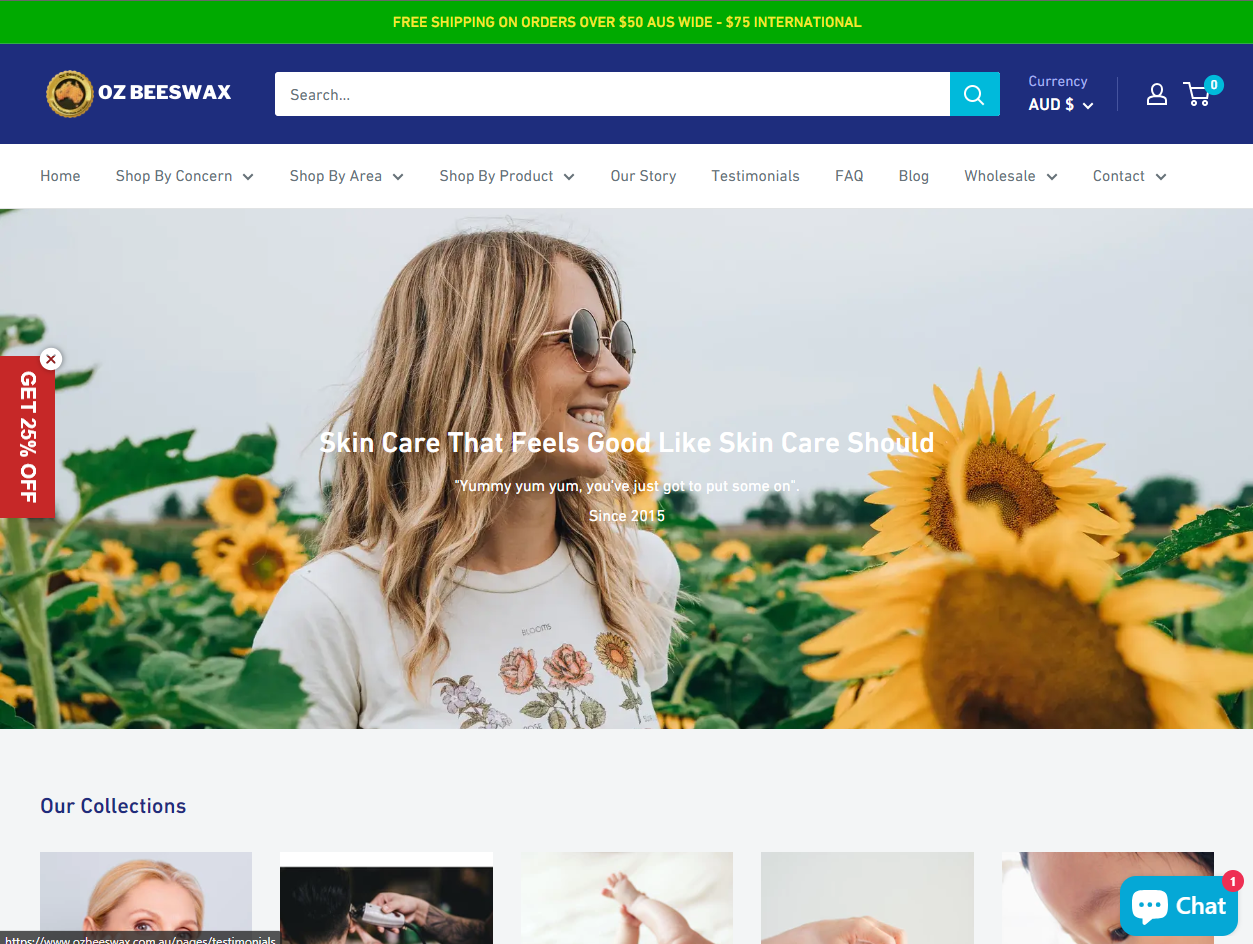 FREE SHIPPING ON ORDERS OVER $50 AUS WIDE - $75 INTERNATIONAL
OZ BEESWAX
Search...
Currency
AUD $
0
Home
Shop By Concern
Shop By Area
Shop By Product
Our Story
Testimonials
FAQ
Blog
Wholesale
Contact
GET 25% OFF
Skin Care That Feels Good Like Skin Care Should
"Yummy yum yum, you've just got to put some on".
Since 2015
BLOOMS
Our Collections
1
Chat
https://www.ozbeeswax.com.au/pages/testimonials